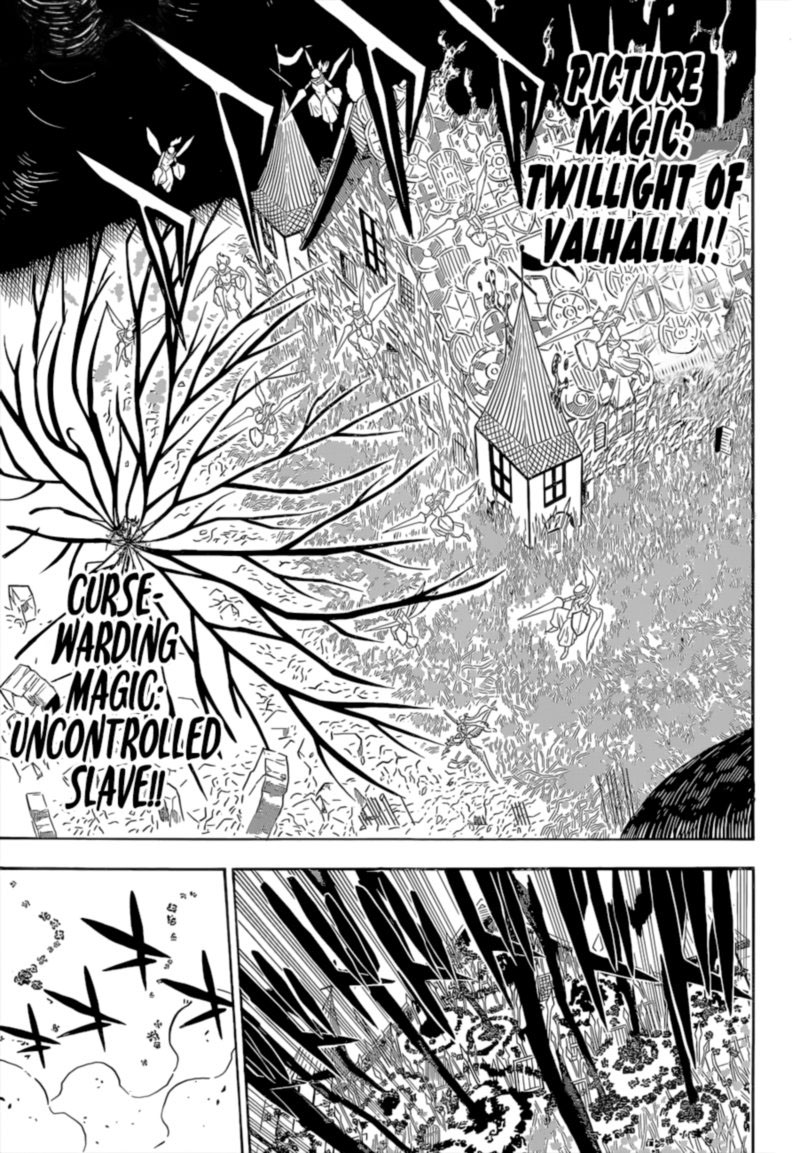 PICTURE
MAGIC:
TWILLIGHT OF
VALHALLA!!
CURSE-
WARDING
MAGIC:
UNCONTROLLED
SLAVE!!